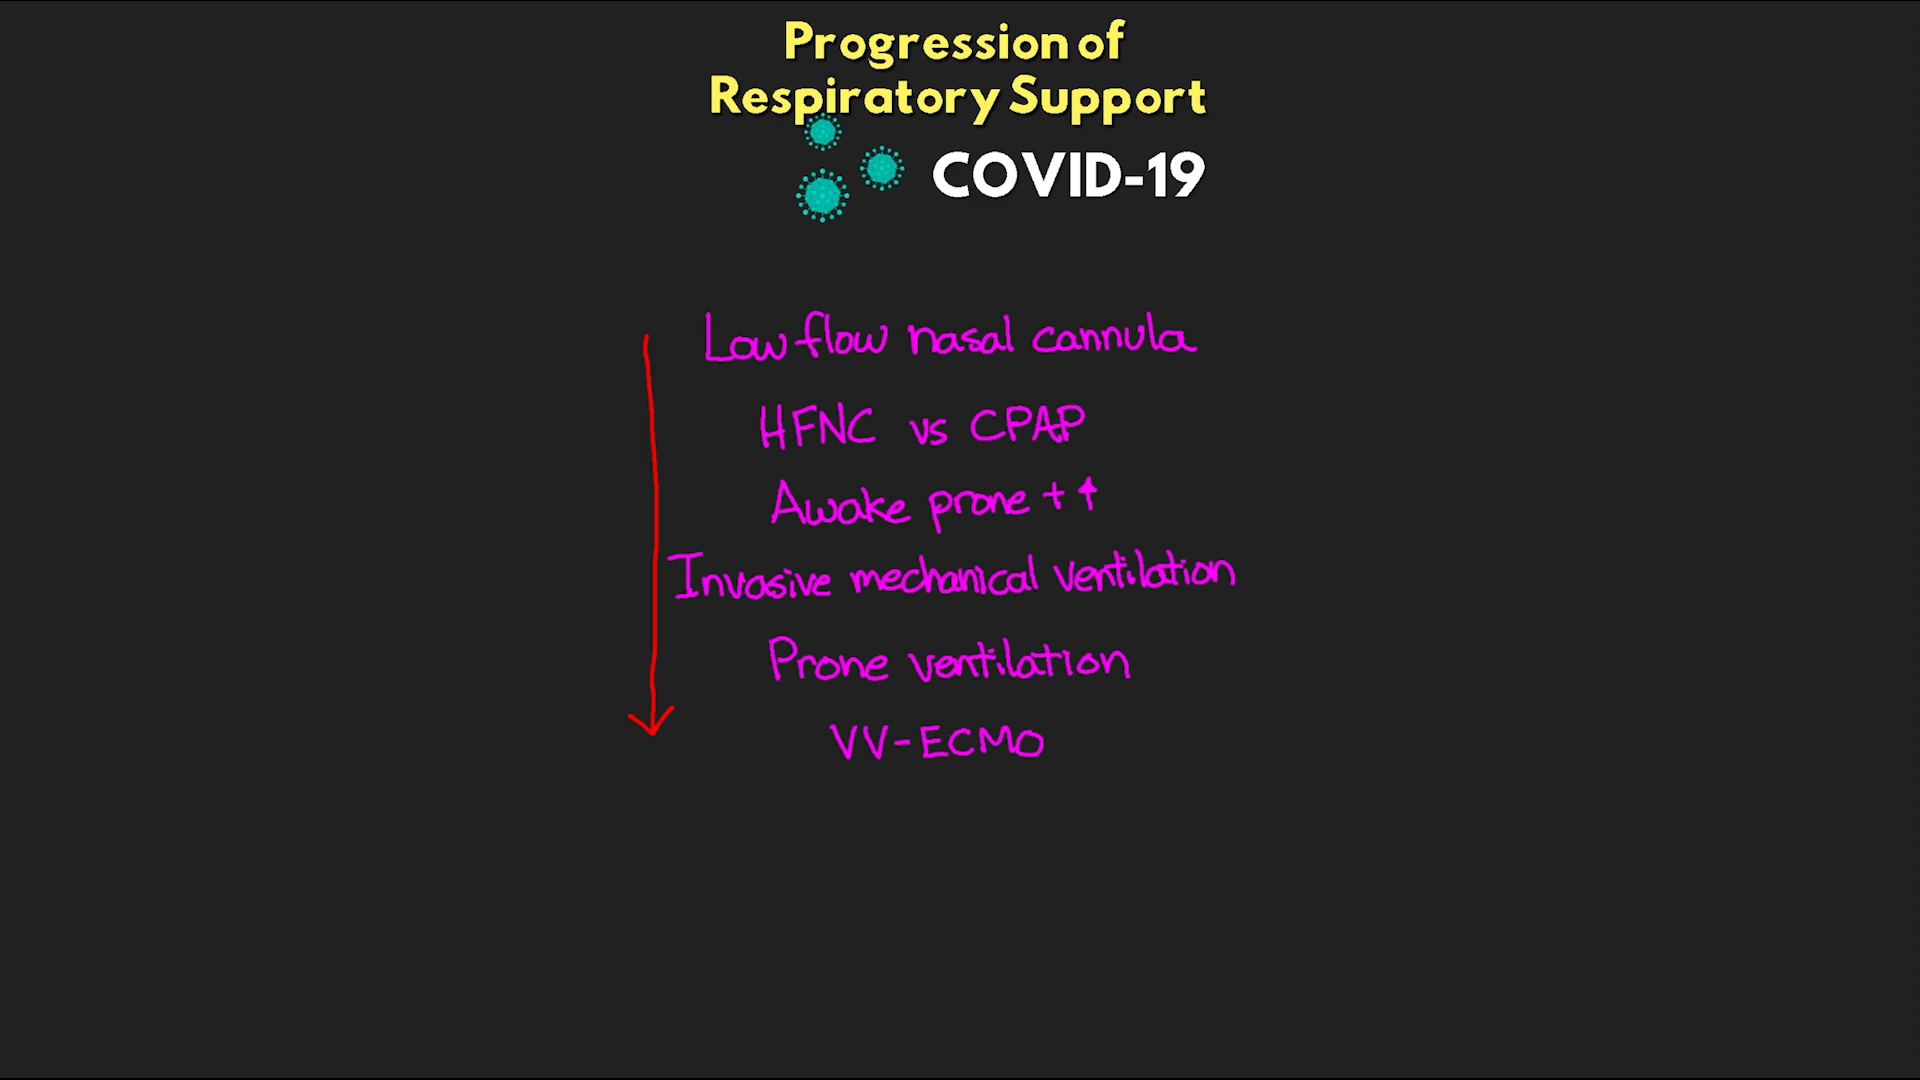 Progression of
Respiratory Support
COVID-19
Low flow nasal cannula
HFNC vs CPAP
Awake prone + ↑
Invasive mechanical ventilation
Prone ventilation
VV-ECMO